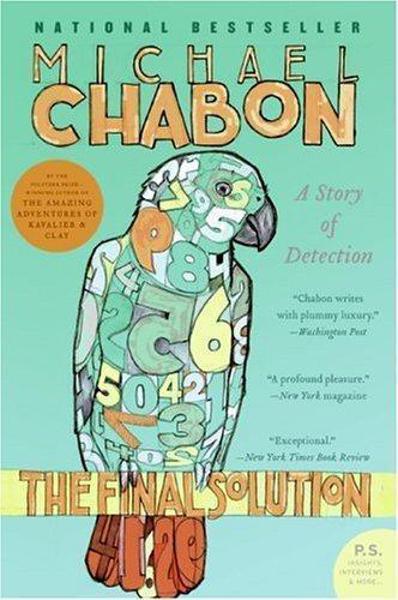 NATIONAL BESTSELLER
MICHAEL
CHABON
BY THE
PULITZER PRIZE–
WINNING AUTHOR OF
THE AMAZING
ADVENTURES OF
KAVALIER &
CLAY
A Story
of
Detection
"Chabon writes
with plummy luxury."
—Washington Post
"A profound pleasure."
—New York magazine
"Exceptional."
—New York Times Book Review
THE FINAL SOLUTION
P.S.
INSIGHTS,
INTERVIEWS
& MORE...